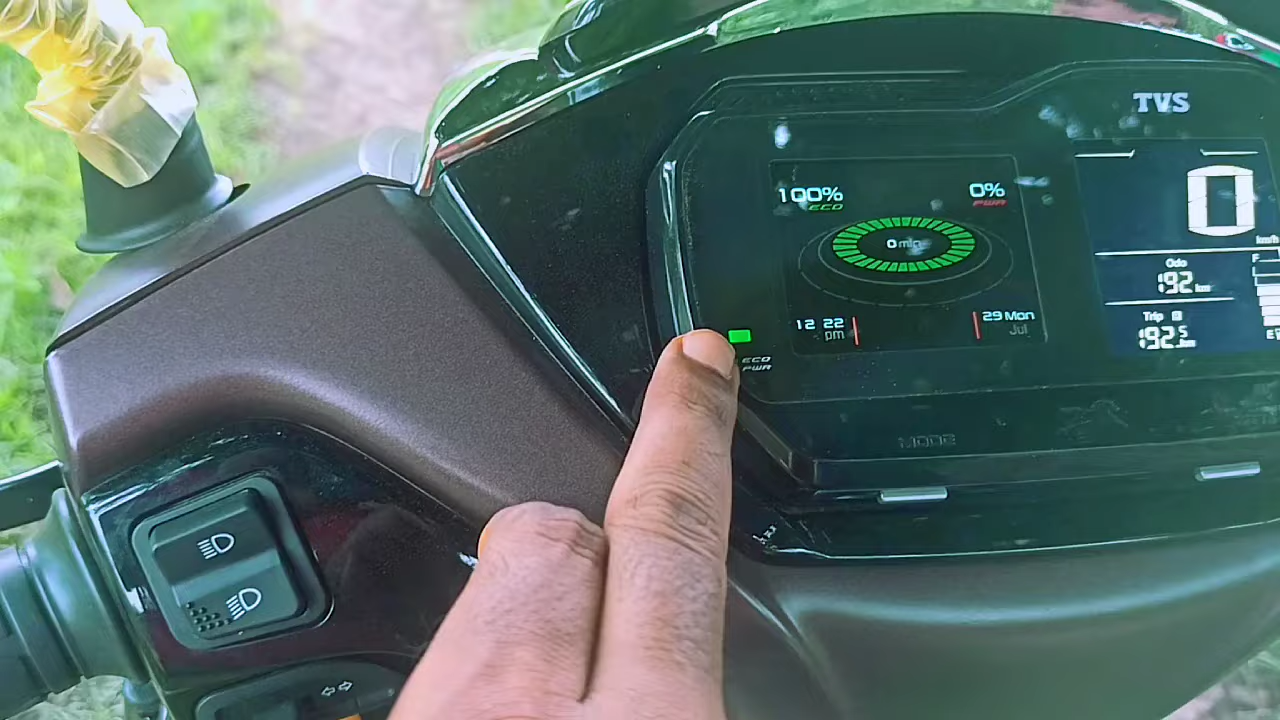 TVS
100%
ECO
0%
PWR
0
km/h
Odo
192 km
F
Trip
192.5 km
E
12 22
pm
29 Mon
Jul
ECO
PWR
MODE